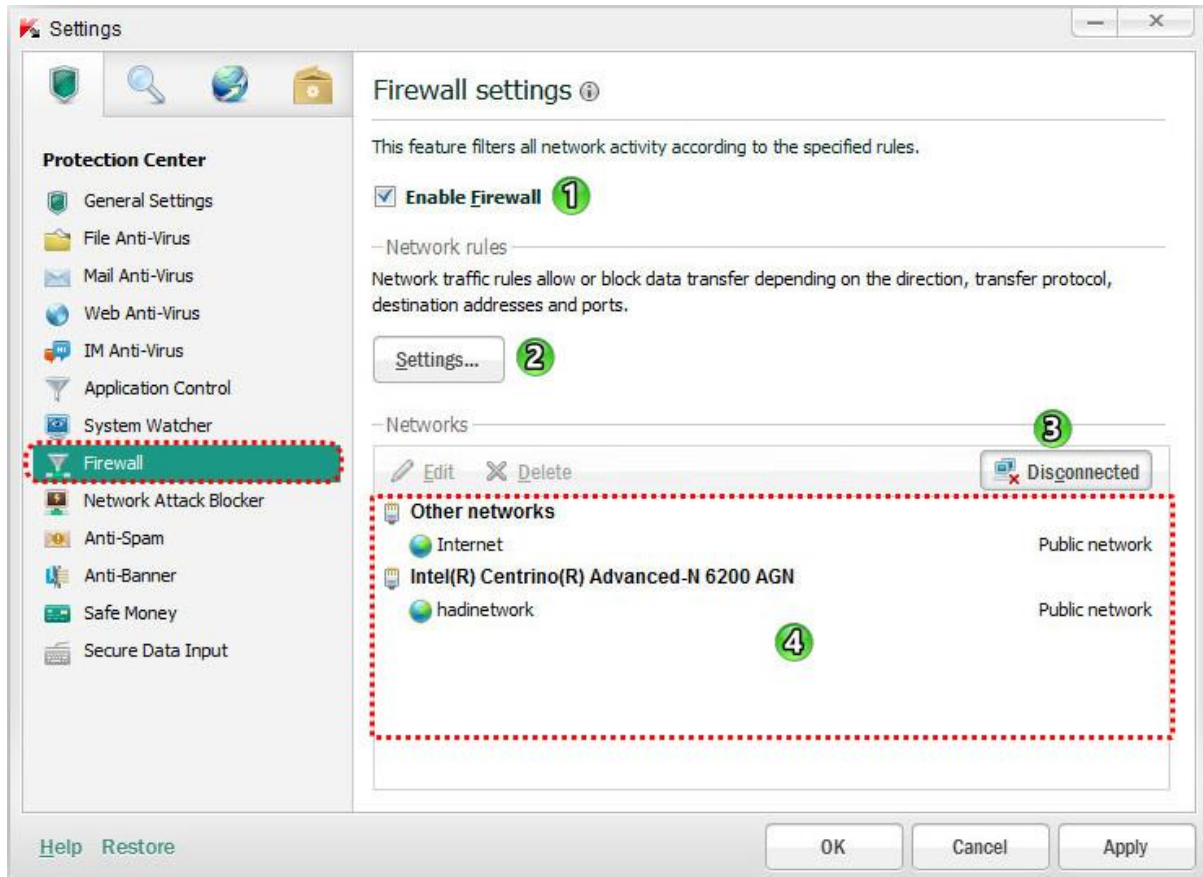 Settings
Protection Center
General Settings
File Anti-Virus
Mail Anti-Virus
Web Anti-Virus
IM Anti-Virus
Application Control
System Watcher
Firewall
Network Attack Blocker
Anti-Spam
Anti-Banner
Safe Money
Secure Data Input
Firewall settings
This feature filters all network activity according to the specified rules.
Enable Firewall 1
Network rules
Network traffic rules allow or block data transfer depending on the direction, transfer protocol,
destination addresses and ports.
Settings... 2
Networks
3
Edit Delete Disconnected
Other networks
Internet Public network
Intel(R) Centrino(R) Advanced-N 6200 AGN
hadinetwork Public network
4
Help Restore OK Cancel Apply